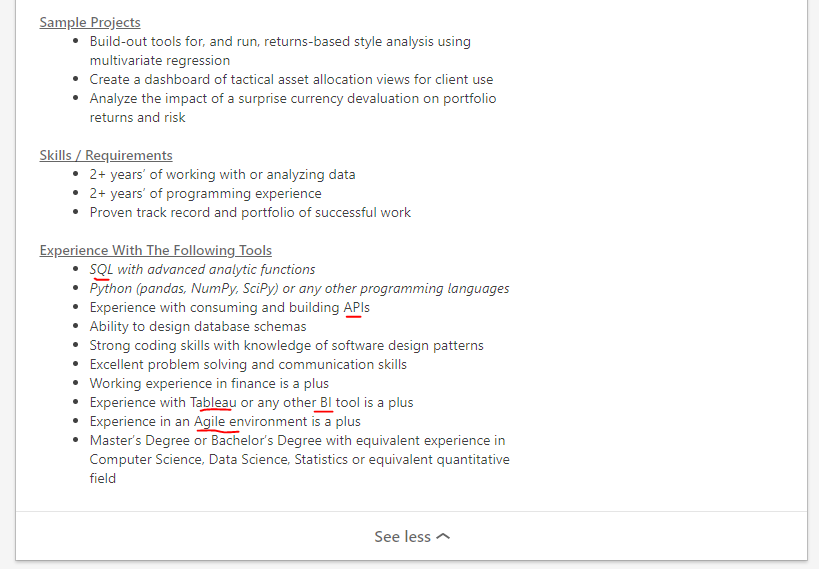 Sample Projects
• Build-out tools for, and run, returns-based style analysis using
multivariate regression
• Create a dashboard of tactical asset allocation views for client use
• Analyze the impact of a surprise currency devaluation on portfolio
returns and risk
Skills / Requirements
• 2+ years’ of working with or analyzing data
• 2+ years’ of programming experience
• Proven track record and portfolio of successful work
Experience With The Following Tools
• SQL with advanced analytic functions
• Python (pandas, NumPy, SciPy) or any other programming languages
• Experience with consuming and building APIs
• Ability to design database schemas
• Strong coding skills with knowledge of software design patterns
• Excellent problem solving and communication skills
• Working experience in finance is a plus
• Experience with Tableau or any other BI tool is a plus
• Experience in an Agile environment is a plus
• Master’s Degree or Bachelor’s Degree with equivalent experience in
Computer Science, Data Science, Statistics or equivalent quantitative
field
See less